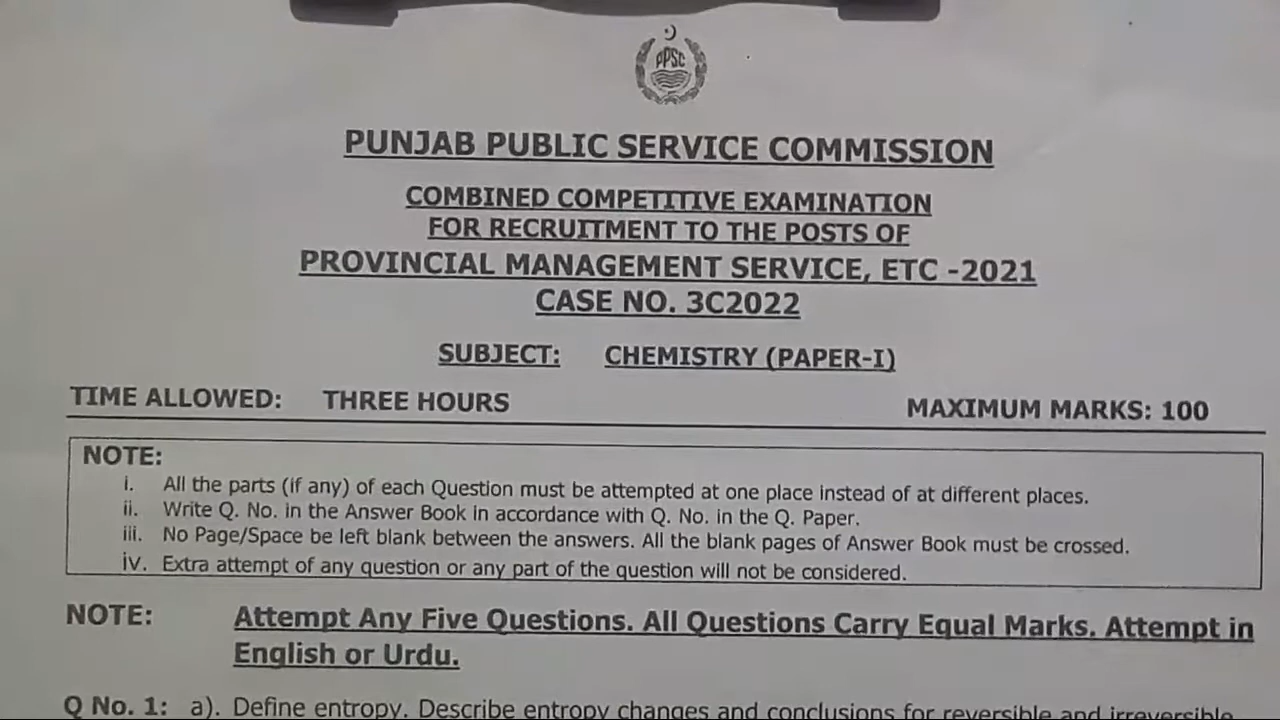 PPSC
PUNJAB PUBLIC SERVICE COMMISSION
COMBINED COMPETITIVE EXAMINATION
FOR RECRUITMENT TO THE POSTS OF
PROVINCIAL MANAGEMENT SERVICE, ETC -2021
CASE NO. 3C2022
SUBJECT: CHEMISTRY (PAPER-I)
TIME ALLOWED: THREE HOURS MAXIMUM MARKS: 100
NOTE:
i. All the parts (if any) of each Question must be attempted at one place instead of at different places.
ii. Write Q. No. in the Answer Book in accordance with Q. No. in the Q. Paper.
iii. No Page/Space be left blank between the answers. All the blank pages of Answer Book must be crossed.
iv. Extra attempt of any question or any part of the question will not be considered.
NOTE: Attempt Any Five Questions. All Questions Carry Equal Marks. Attempt in
English or Urdu.
Q No. 1: a). Define entropy. Describe entropy changes and conclusions for reversible and irreversible